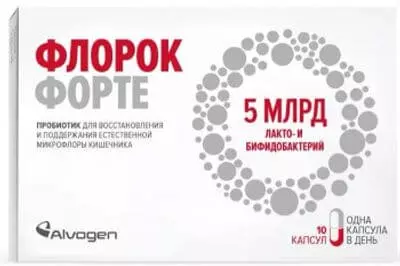 ФЛОРОК
ФОРТЕ
ПРОБИОТИК ДЛЯ ВОССТАНОВЛЕНИЯ
И ПОДДЕРЖАНИЯ ЕСТЕСТВЕННОЙ
МИКРОФЛОРЫ КИШЕЧНИКА
5 МЛРД
ЛАКТО- И
БИФИДОБАКТЕРИЙ
Alvogen
10
КАПСУЛ
ОДНА
КАПСУЛА
В ДЕНЬ